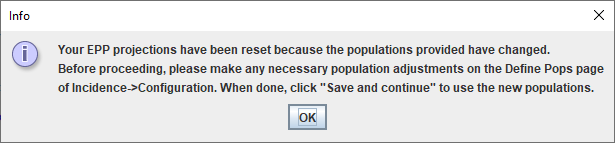 Info
Your EPP projections have been reset because the populations provided have changed.
Before proceeding, please make any necessary population adjustments on the Define Pops page
of Incidence->Configuration. When done, click "Save and continue" to use the new populations.
OK